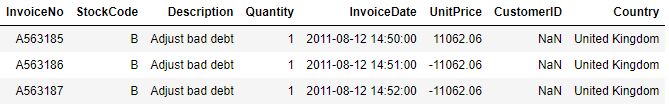 InvoiceNo StockCode Description Quantity InvoiceDate UnitPrice CustomerID Country
A563185 B Adjust bad debt 1 2011-08-12 14:50:00 11062.06 NaN United Kingdom
A563186 B Adjust bad debt 1 2011-08-12 14:51:00 -11062.06 NaN United Kingdom
A563187 B Adjust bad debt 1 2011-08-12 14:52:00 -11062.06 NaN United Kingdom